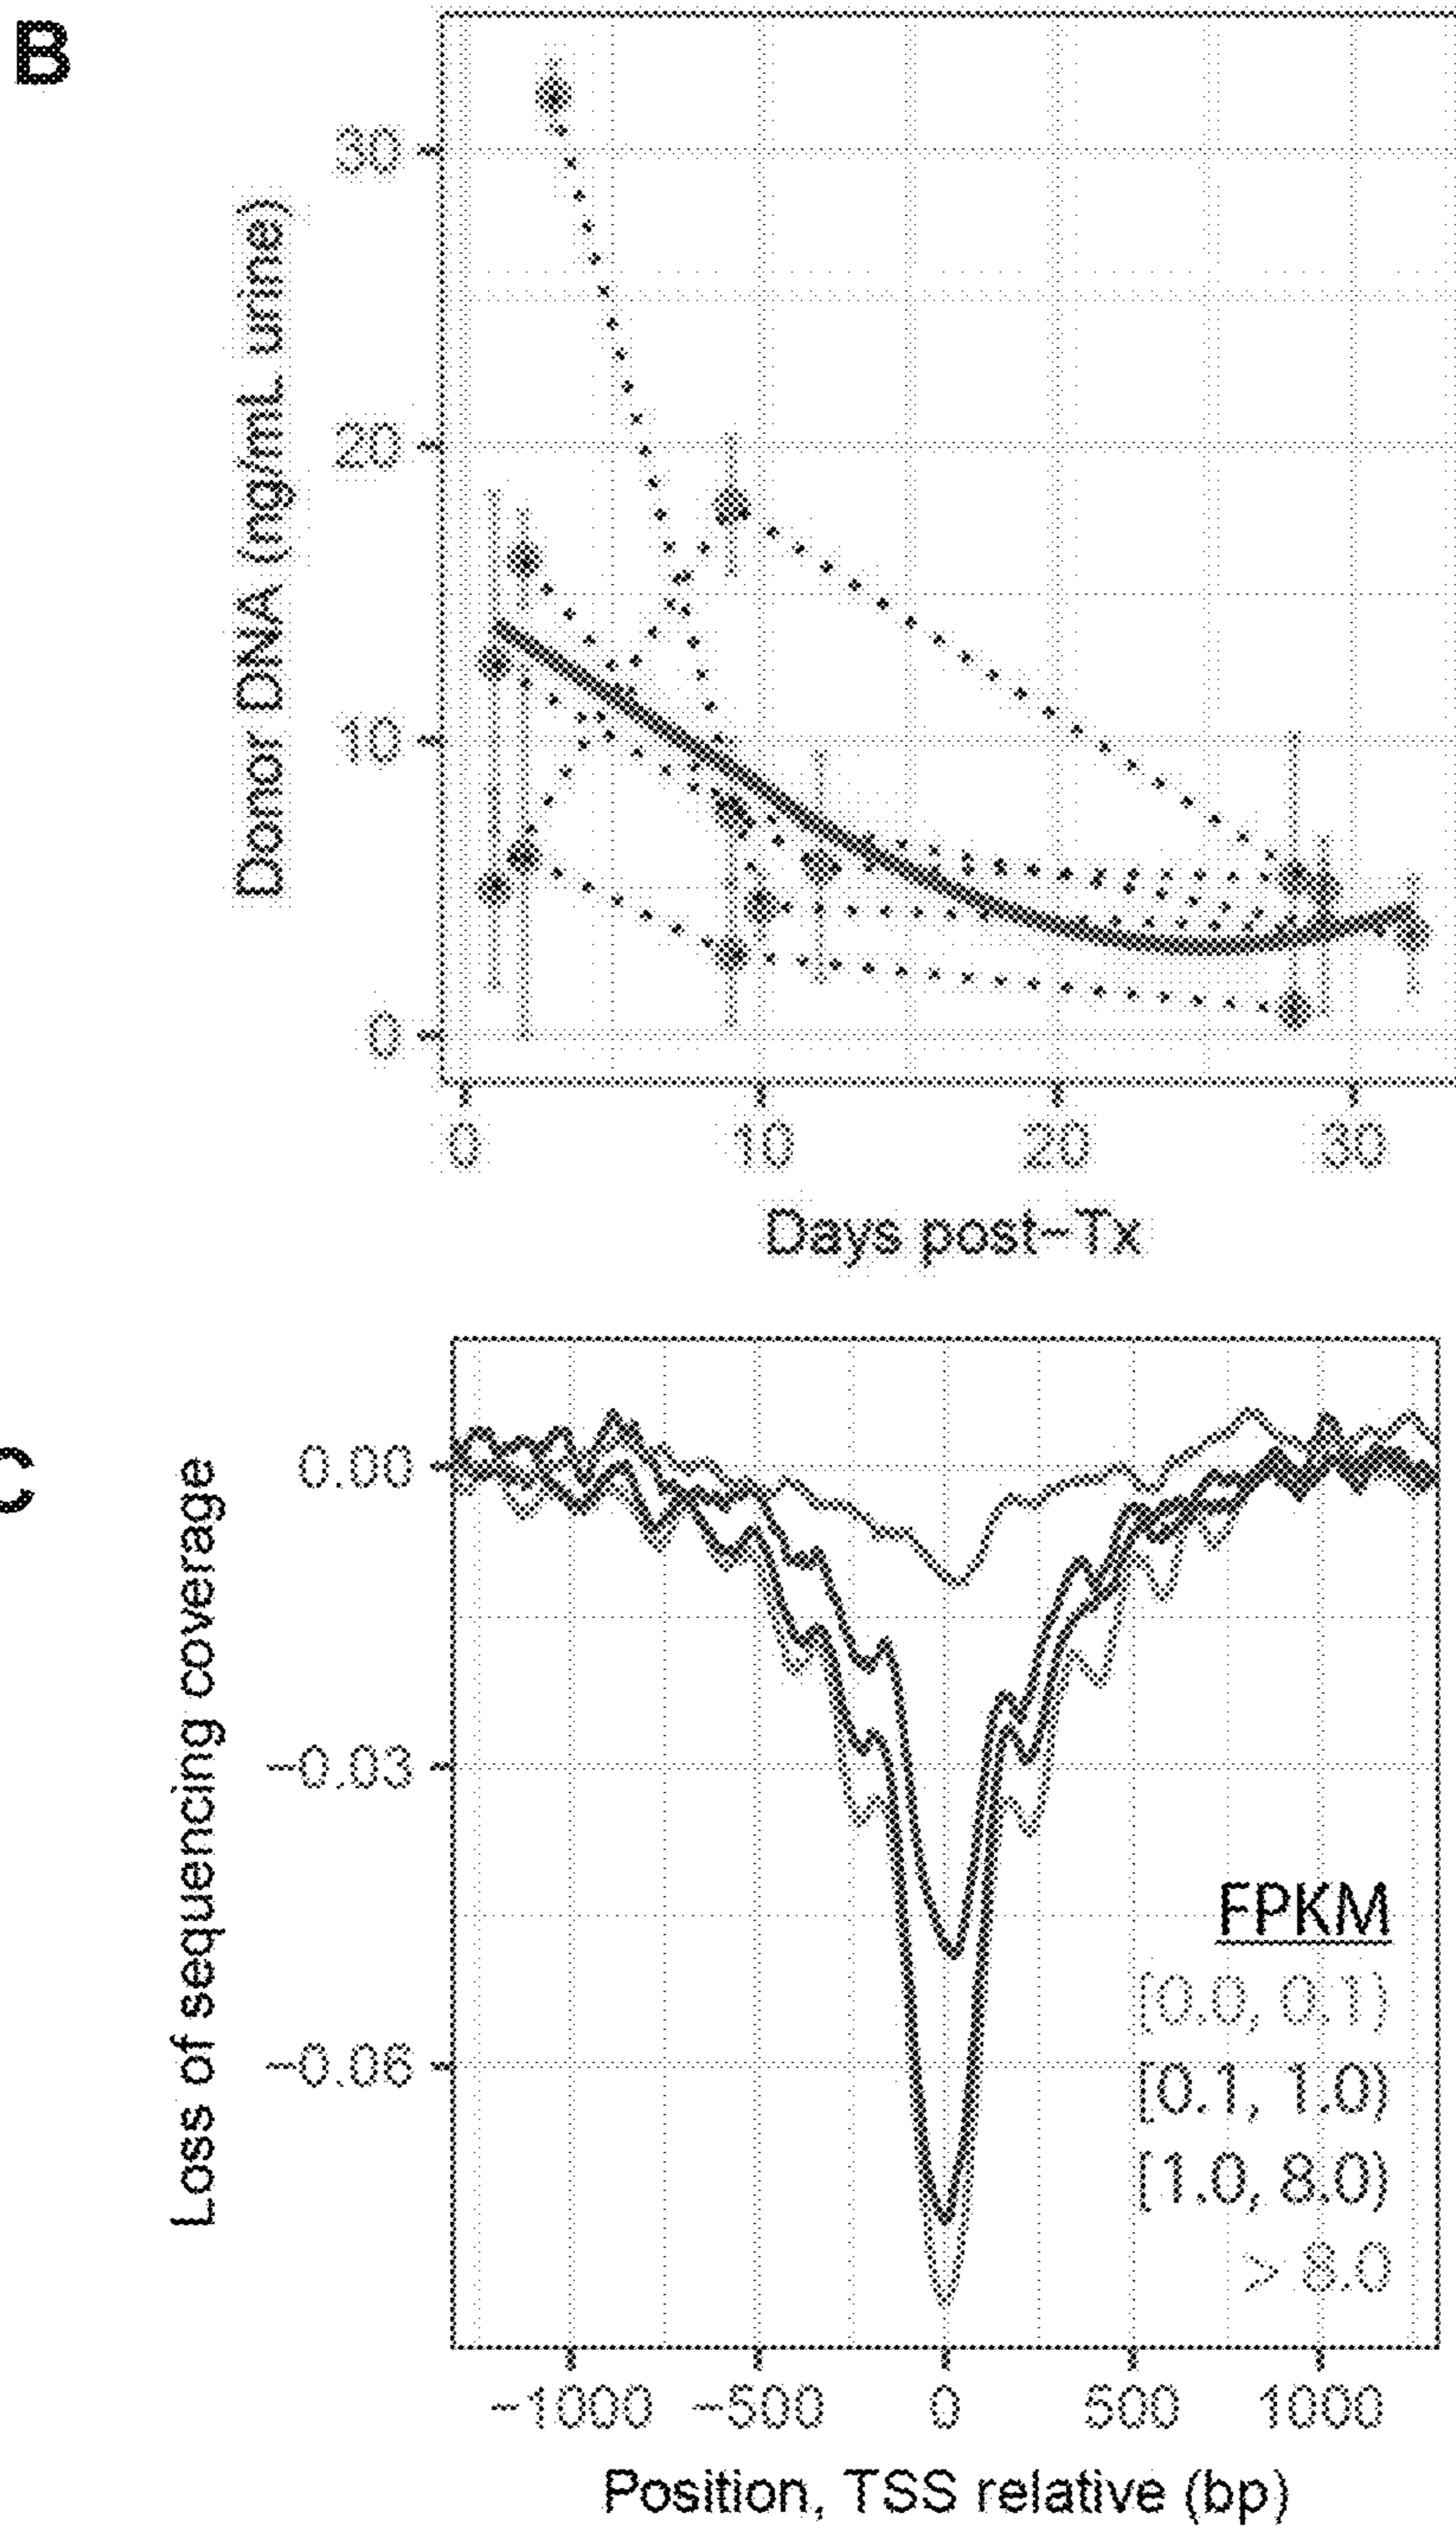 B
Donor DNA (ng/mL urine)
30
20
10
0
0 10 20 30
Days post-Tx
C
Loss of sequencing coverage
0.00
-0.03
-0.06
FPKM
[0.0, 0.1)
[0.1, 1.0)
[1.0, 8.0)
> 8.0
-1000 -500 0 500 1000
Position, TSS relative (bp)